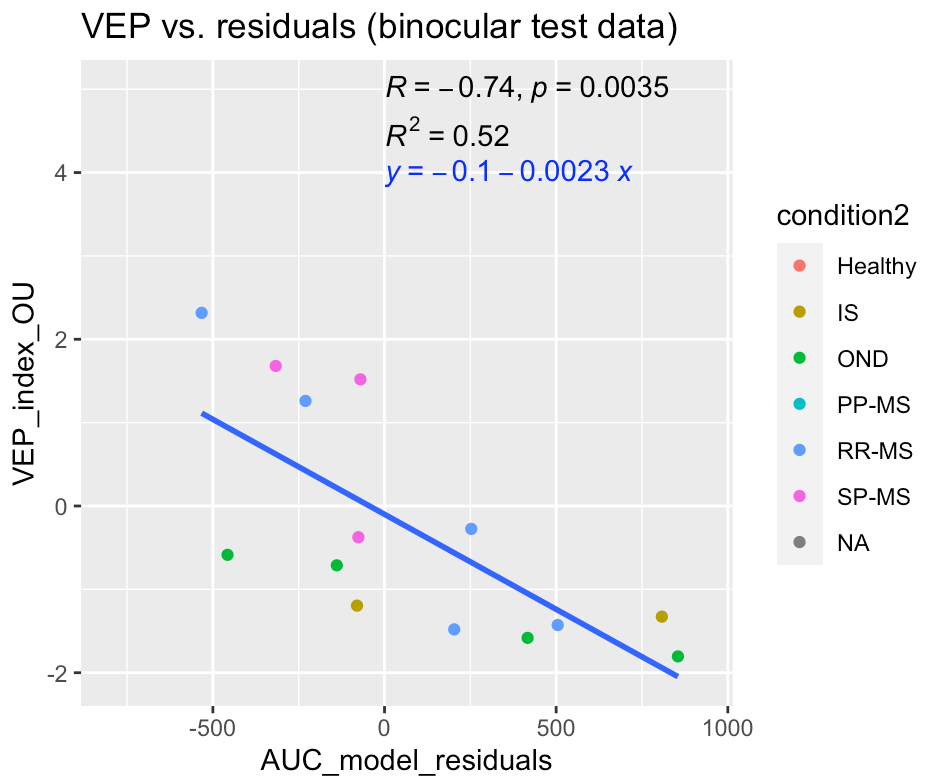 VEP vs. residuals (binocular test data)
R = −0.74, p = 0.0035
R² = 0.52
y = −0.1 − 0.0023 x
4
2
0
-2
VEP_index_OU
-500 0 500 1000
AUC_model_residuals
condition2
Healthy
IS
OND
PP-MS
RR-MS
SP-MS
NA